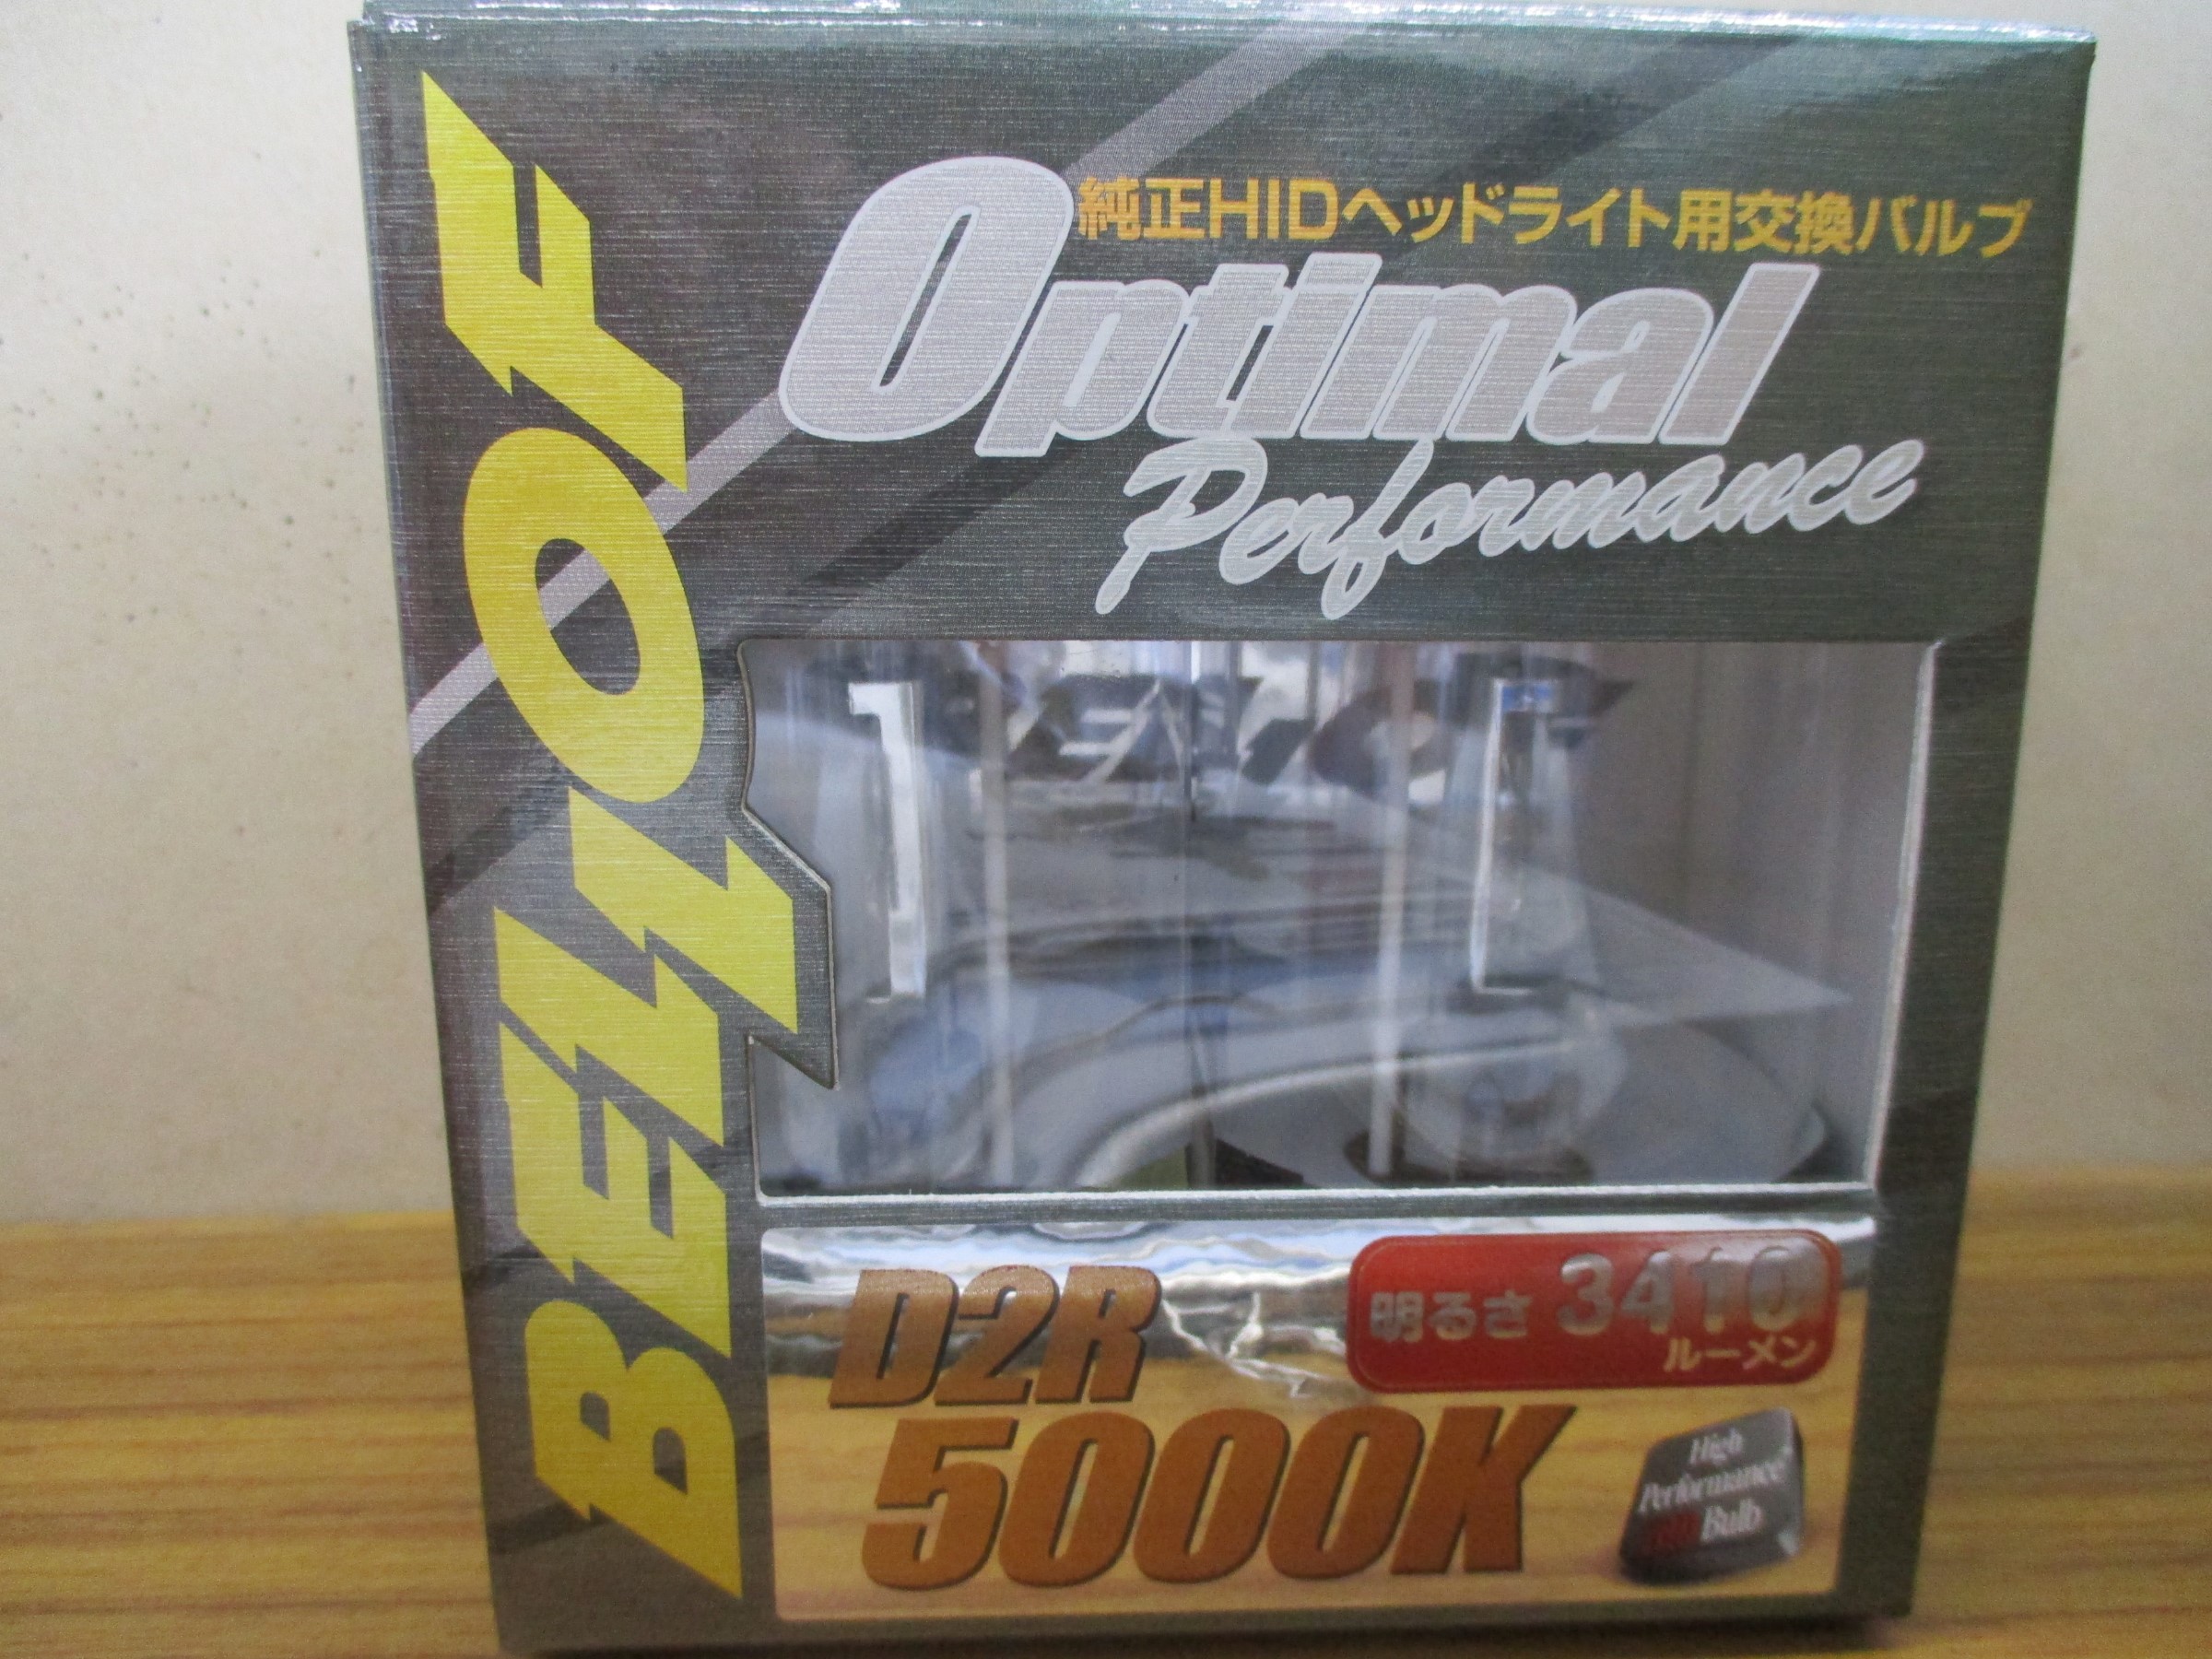 BELLOF
純正HIDヘッドライト用交換バルブ
Optimal
Performance
D2R
5000K
明るさ 3410
ルーメン
High
Performance
HID Bulb